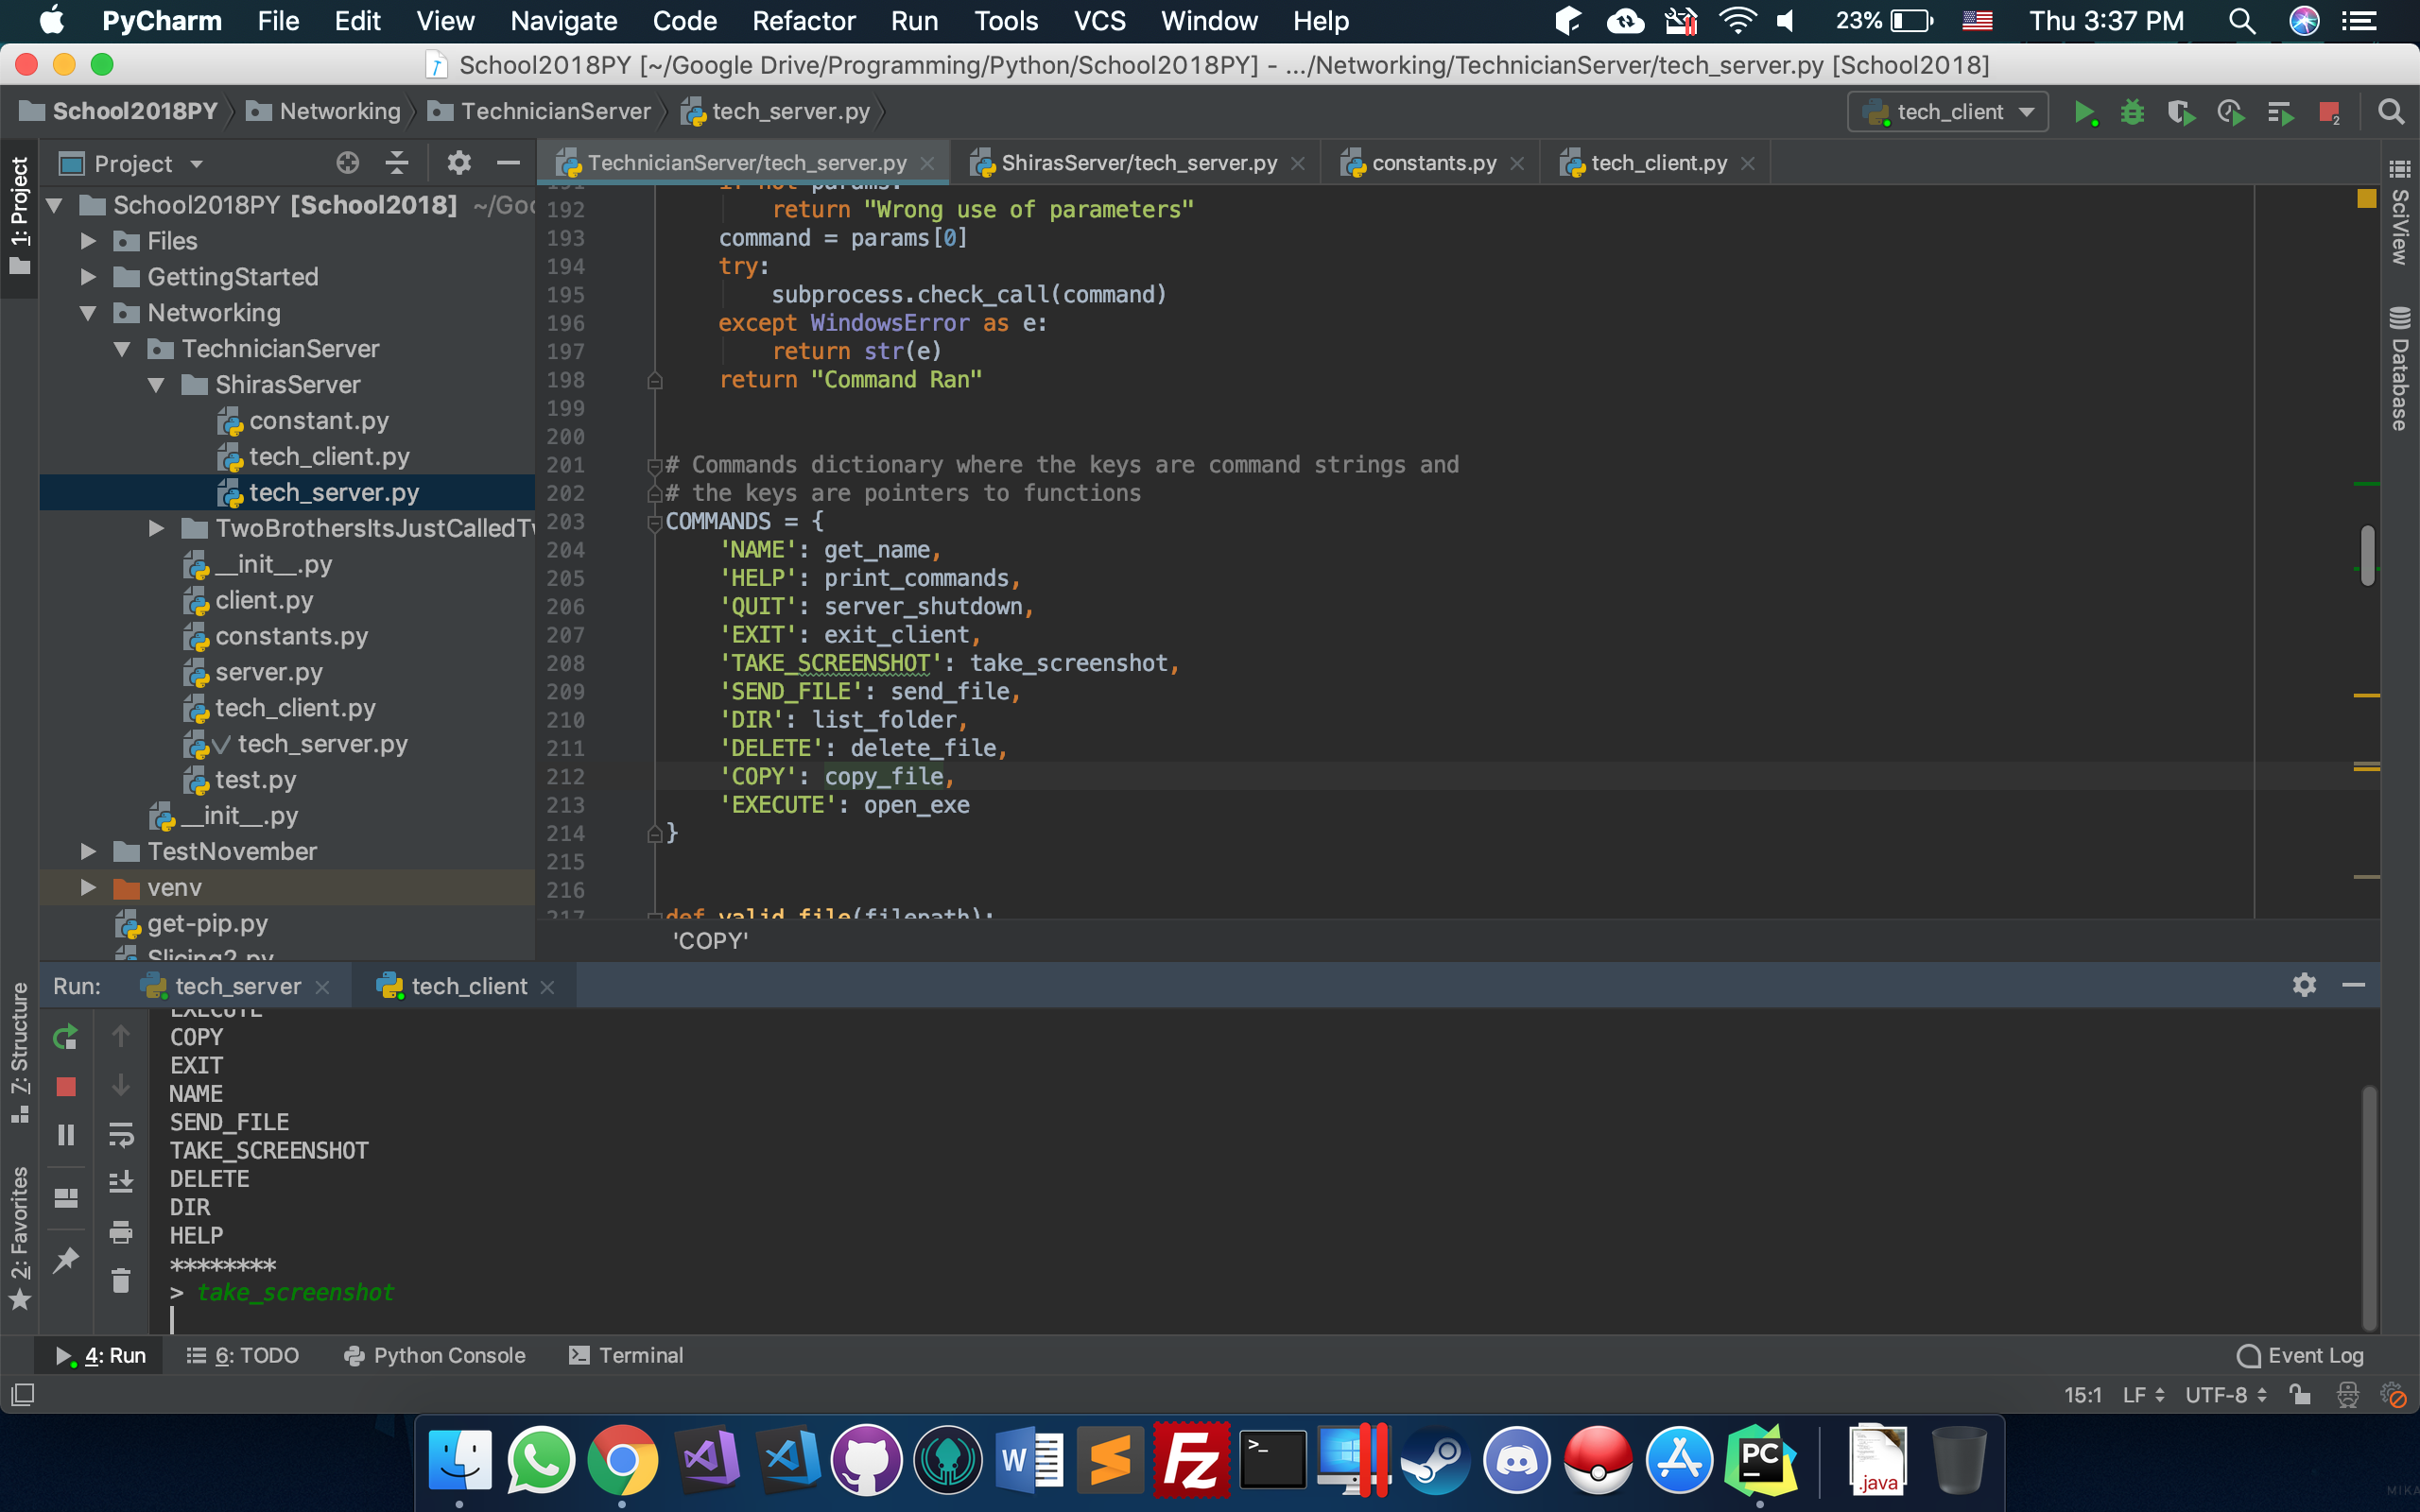 PyCharm File Edit View Navigate Code Refactor Run Tools VCS Window Help 23% Thu 3:37 PM
School2018PY [~/Google Drive/Programming/Python/School2018PY] - .../Networking/TechnicianServer/tech_server.py [School2018]
School2018PY Networking TechnicianServer tech_server.py tech_client 2
1: Project
Project
TechnicianServer/tech_server.py ShirasServer/tech_server.py constants.py tech_client.py
School2018PY [School2018] ~/Goo
Files
GettingStarted
Networking
TechnicianServer
ShirasServer
constant.py
tech_client.py
tech_server.py
TwoBrothersItsJustCalledTw
__init__.py
client.py
constants.py
server.py
tech_client.py
tech_server.py
test.py
__init__.py
TestNovember
venv
get-pip.py
Slicing2.py
191 if not params:
192 return "Wrong use of parameters"
193 command = params[0]
194 try:
195 subprocess.check_call(command)
196 except WindowsError as e:
197 return str(e)
198 return "Command Ran"
199
200
201 # Commands dictionary where the keys are command strings and
202 # the keys are pointers to functions
203 COMMANDS = {
204 'NAME': get_name,
205 'HELP': print_commands,
206 'QUIT': server_shutdown,
207 'EXIT': exit_client,
208 'TAKE_SCREENSHOT': take_screenshot,
209 'SEND_FILE': send_file,
210 'DIR': list_folder,
211 'DELETE': delete_file,
212 'COPY': copy_file,
213 'EXECUTE': open_exe
214 }
215
216
217 def valid_file(filepath):
'COPY'
SciView
Database
Run: tech_server tech_client
7: Structure
2: Favorites
EXECUTE
COPY
EXIT
NAME
SEND_FILE
TAKE_SCREENSHOT
DELETE
DIR
HELP
********
> take_screenshot
4: Run 6: TODO Python Console Terminal Event Log
15:1 LF UTF-8
W FZ >_ PC .java